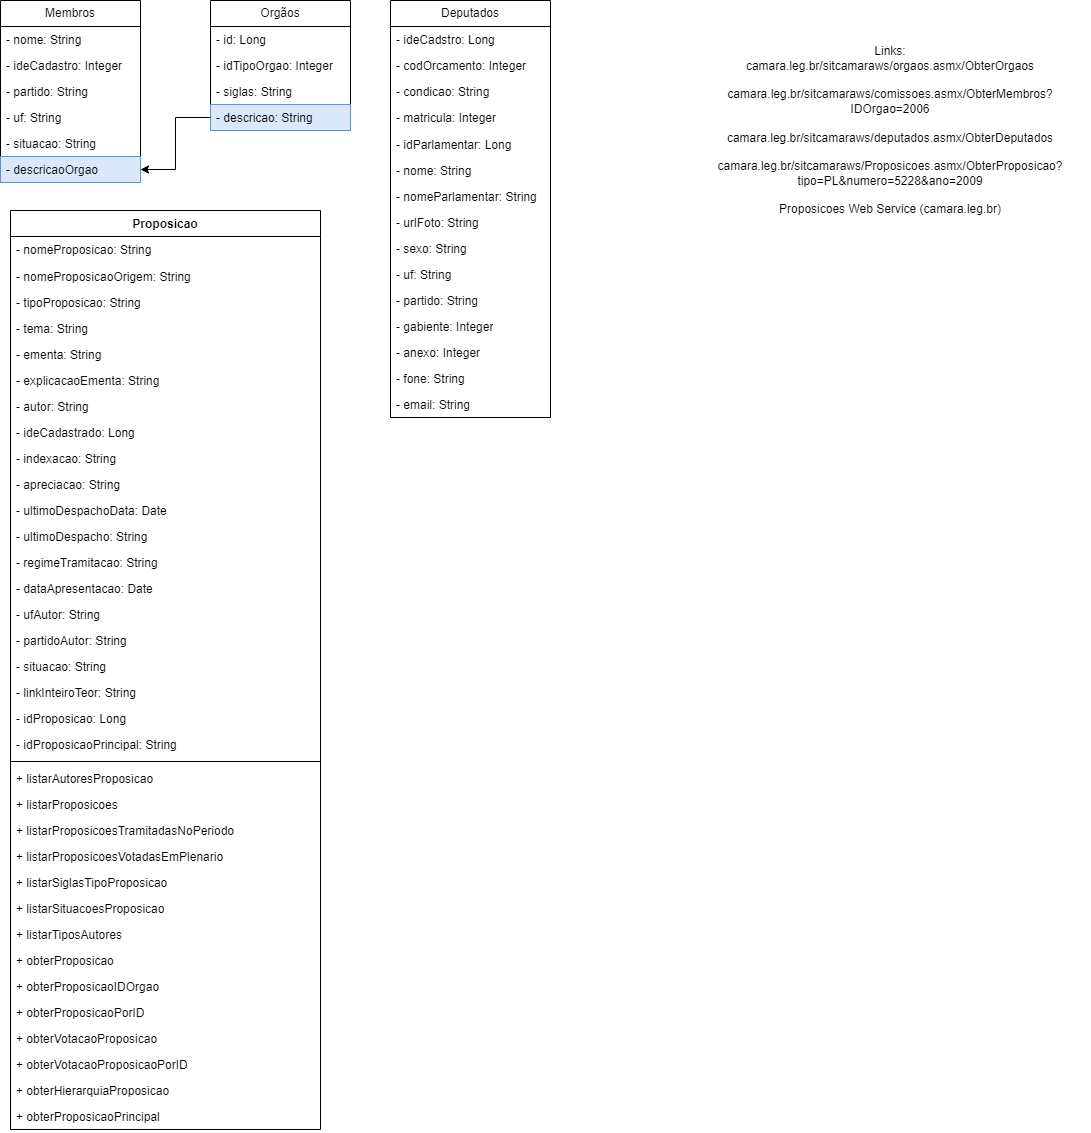 Membros
- nome: String
- ideCadastro: Integer
- partido: String
- uf: String
- situacao: String
- descricaoOrgao
Orgãos
- id: Long
- idTipoOrgao: Integer
- siglas: String
- descricao: String
Deputados
- ideCadstro: Long
- codOrcamento: Integer
- condicao: String
- matricula: Integer
- idParlamentar: Long
- nome: String
- nomeParlamentar: String
- urlFoto: String
- sexo: String
- uf: String
- partido: String
- gabiente: Integer
- anexo: Integer
- fone: String
- email: String
Links:
camara.leg.br/sitcamaraws/orgaos.asmx/ObterOrgaos
camara.leg.br/sitcamaraws/comissoes.asmx/ObterMembros?
IDOrgao=2006
camara.leg.br/sitcamaraws/deputados.asmx/ObterDeputados
camara.leg.br/sitcamaraws/Proposicoes.asmx/ObterProposicao?
tipo=PL&numero=5228&ano=2009
Proposicoes Web Service (camara.leg.br)
Proposicao
- nomeProposicao: String
- nomeProposicaoOrigem: String
- tipoProposicao: String
- tema: String
- ementa: String
- explicacaoEmenta: String
- autor: String
- ideCadastrado: Long
- indexacao: String
- apreciacao: String
- ultimoDespachoData: Date
- ultimoDespacho: String
- regimeTramitacao: String
- dataApresentacao: Date
- ufAutor: String
- partidoAutor: String
- situacao: String
- linkInteiroTeor: String
- idProposicao: Long
- idProposicaoPrincipal: String
+ listarAutoresProposicao
+ listarProposicoes
+ listarProposicoesTramitadasNoPeriodo
+ listarProposicoesVotadasEmPlenario
+ listarSiglasTipoProposicao
+ listarSituacoesProposicao
+ listarTiposAutores
+ obterProposicao
+ obterProposicaoIDOrgao
+ obterProposicaoPorID
+ obterVotacaoProposicao
+ obterVotacaoProposicaoPorID
+ obterHierarquiaProposicao
+ obterProposicaoPrincipal